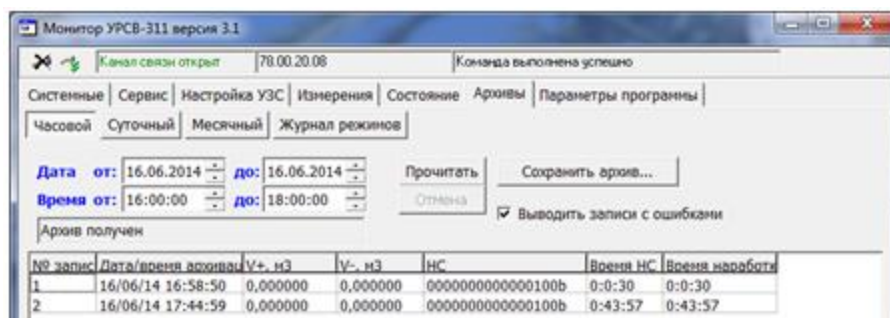 Монитор УРСВ-311 версия 3.1
Канал связи открыт 78.00.20.08 Команда выполнена успешно
Системные Сервис Настройка УЗС Измерения Состояние Архивы Параметры программы
Часовой Суточный Месячный Журнал режимов
Дата от: 16.06.2014 до: 16.06.2014 Прочитать Сохранить архив...
Время от: 16:00:00 до: 18:00:00 Отмена
Выводить записи с ошибками
Архив получен
№ запис Дата/время архивац V+, м3 V-, м3 НС Время НС Время наработк
1 16/06/14 16:58:50 0,000000 0,000000 0000000000000100b 0:0:30 0:0:30
2 16/06/14 17:44:59 0,000000 0,000000 0000000000000100b 0:43:57 0:43:57